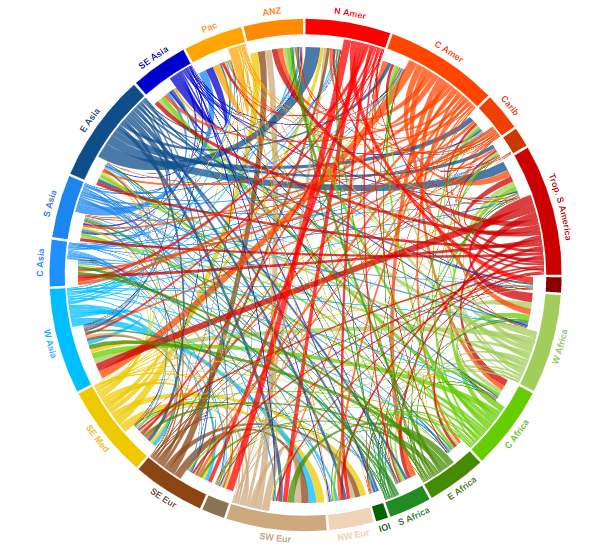 N Amer
C Amer
Carib
Trop. S America
W Africa
C Africa
E Africa
S Africa
IOI
NW Eur
SW Eur
SE Eur
SE Med
W Asia
C Asia
S Asia
E Asia
SE Asia
Pac
ANZ